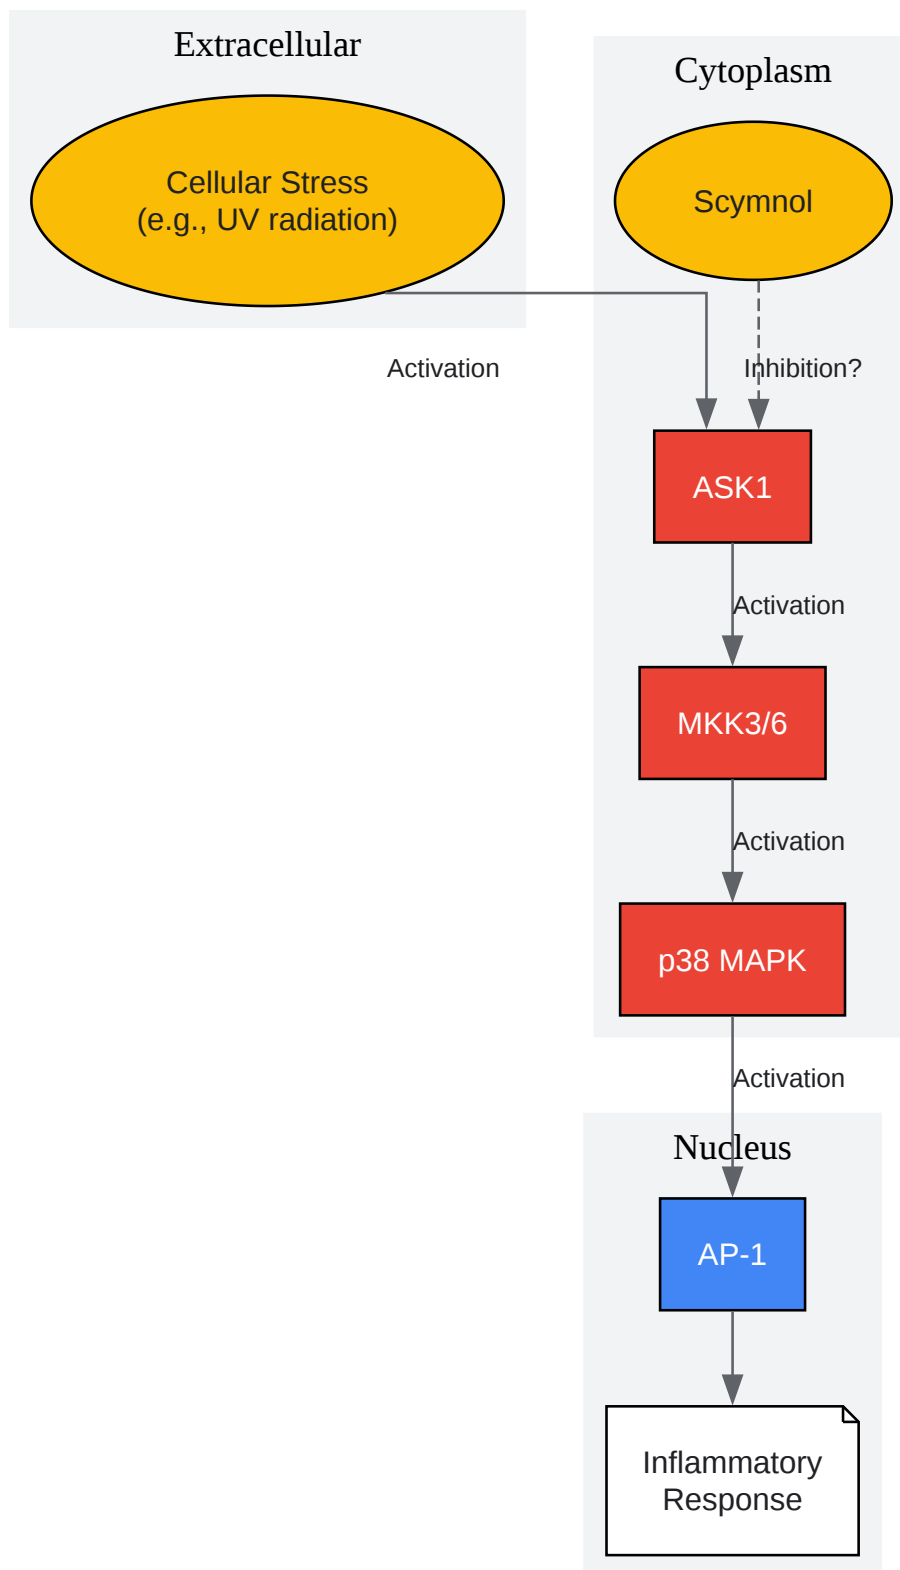 Extracellular
Cytoplasm
Cellular Stress
(e.g., UV radiation)
Scymnol
Activation
Inhibition?
ASK1
Activation
MKK3/6
Activation
p38 MAPK
Activation
Nucleus
AP-1
Inflammatory
Response